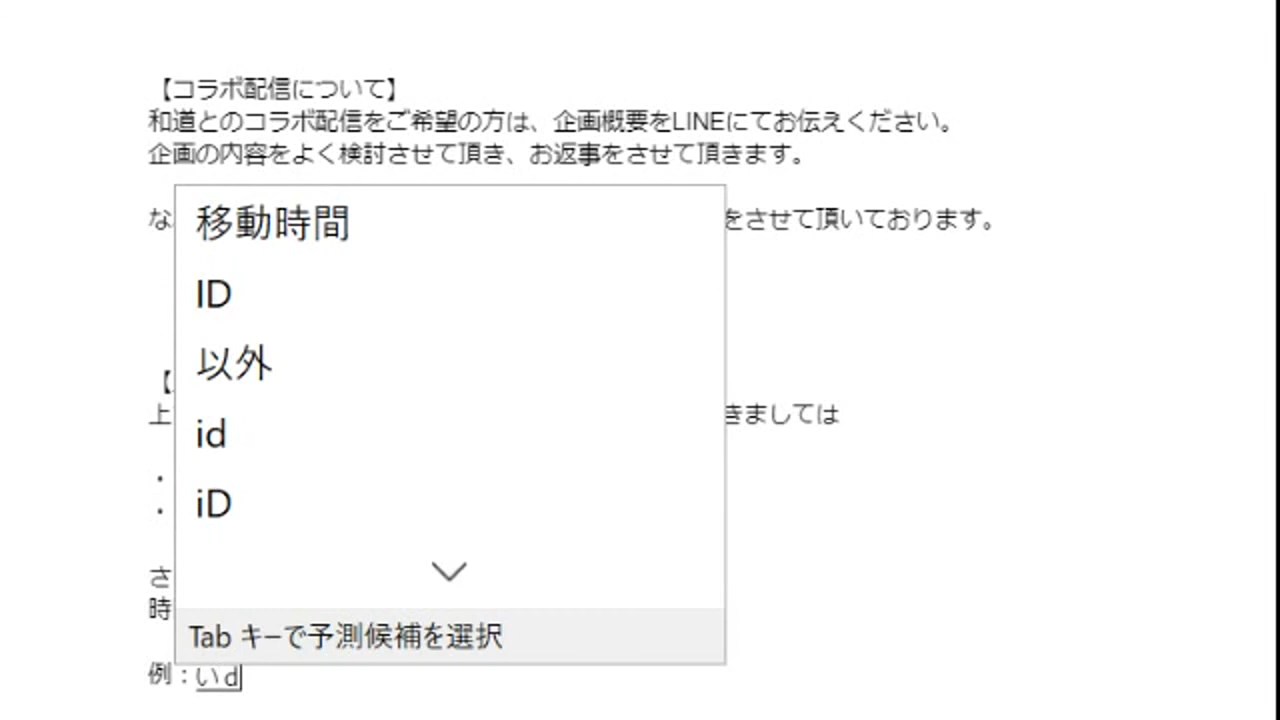 【コラボ配信について】
和道とのコラボ配信をご希望の方は、企画概要をLINEにてお伝えください。
企画の内容をよく検討させて頂き、お返事をさせて頂きます。
な
をさせて頂いております。
移動時間
ID
以外
id
iD
【
上
きましては
・
・
さ
時
Tab キーで予測候補を選択
例：いd